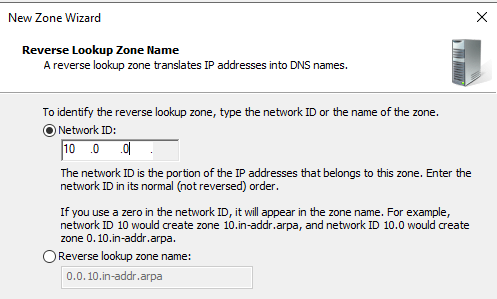 New Zone Wizard
Reverse Lookup Zone Name
A reverse lookup zone translates IP addresses into DNS names.
To identify the reverse lookup zone, type the network ID or the name of the zone.
Network ID:
10 .0 .0 .
The network ID is the portion of the IP addresses that belongs to this zone. Enter the
network ID in its normal (not reversed) order.
If you use a zero in the network ID, it will appear in the zone name. For example,
network ID 10 would create zone 10.in-addr.arpa, and network ID 10.0 would create
zone 0.10.in-addr.arpa.
Reverse lookup zone name:
0.0.10.in-addr.arpa